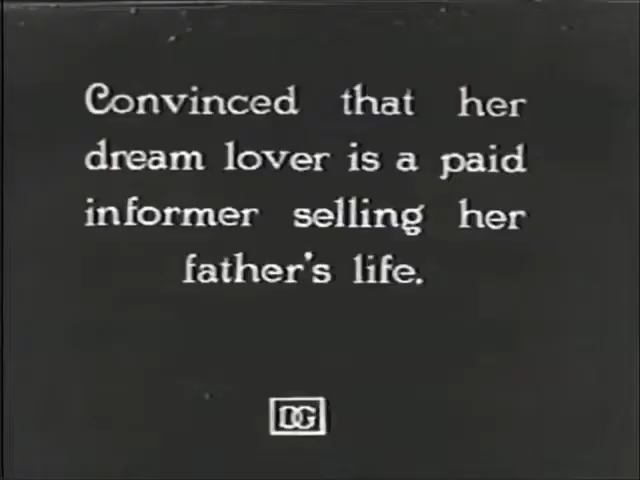 Convinced that her
dream lover is a paid
informer selling her
father's life.
DG